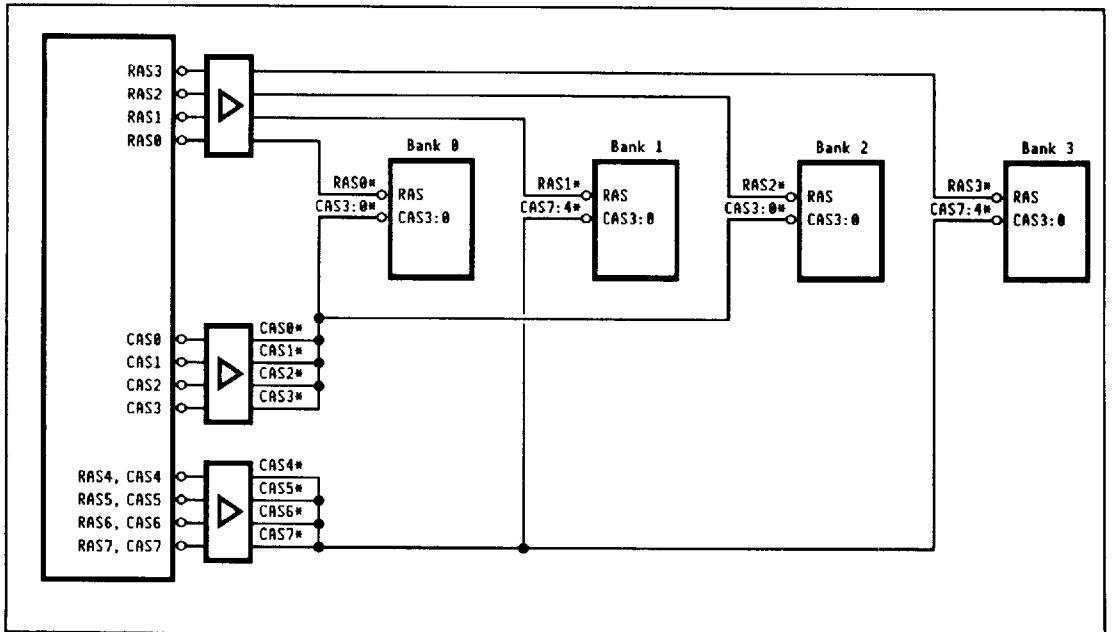 RAS3
RAS2
RAS1
RAS0
Bank 0
RAS0*
CAS3:0*
RAS
CAS3:0
Bank 1
RAS1*
CAS7:4*
RAS
CAS3:0
Bank 2
RAS2*
CAS3:0*
RAS
CAS3:0
Bank 3
RAS3*
CAS7:4*
RAS
CAS3:0
CAS0
CAS1
CAS2
CAS3
CAS0*
CAS1*
CAS2*
CAS3*
RAS4, CAS4
RAS5, CAS5
RAS6, CAS6
RAS7, CAS7
CAS4*
CAS5*
CAS6*
CAS7*